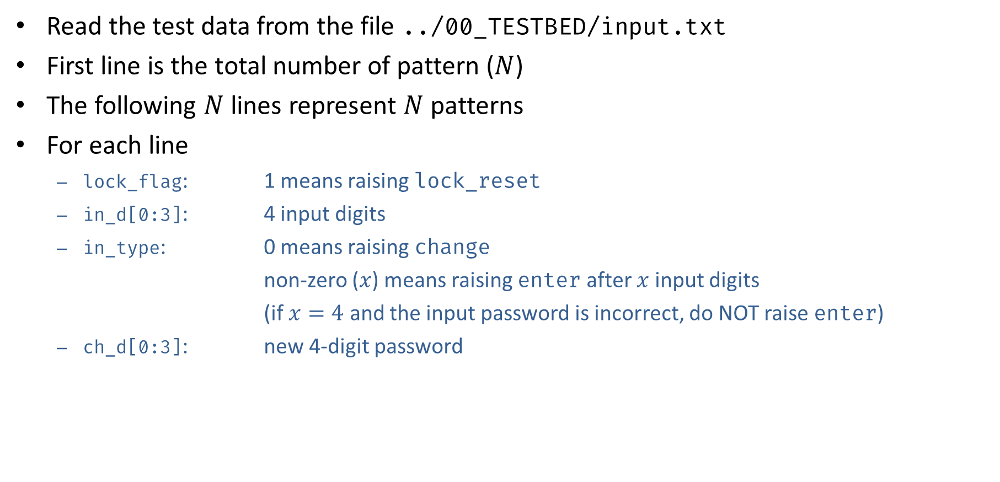 • Read the test data from the file ../00_TESTBED/input.txt
• First line is the total number of pattern (N)
• The following N lines represent N patterns
• For each line
– lock_flag: 1 means raising lock_reset
– in_d[0:3]: 4 input digits
– in_type: 0 means raising change
non-zero (x) means raising enter after x input digits
(if x = 4 and the input password is incorrect, do NOT raise enter)
– ch_d[0:3]: new 4-digit password